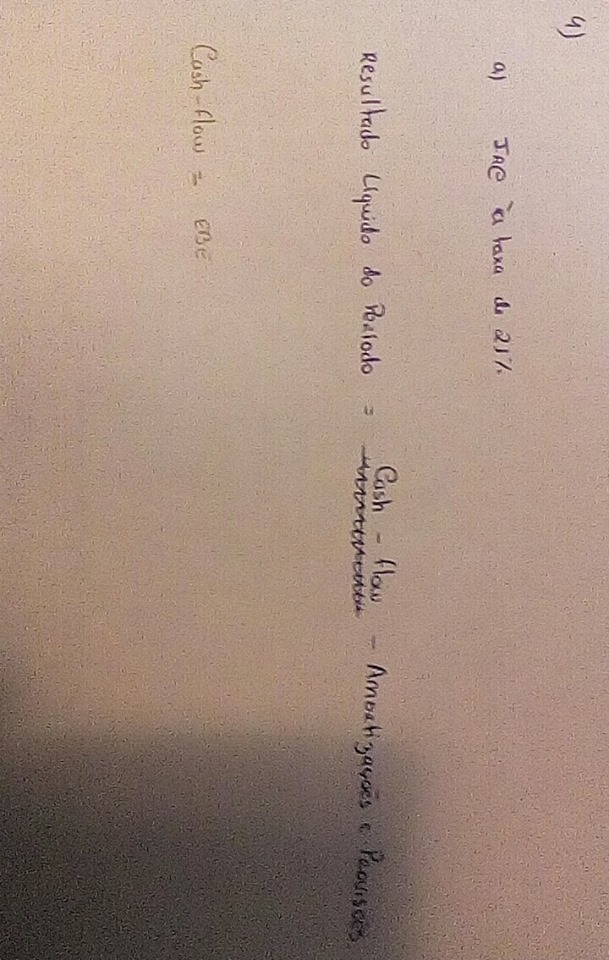 4)
a) IRC à taxa de 21%
Resultado Líquido do Período = Cash-flow - Amortizações e Provisões
Cash-flow = EBE